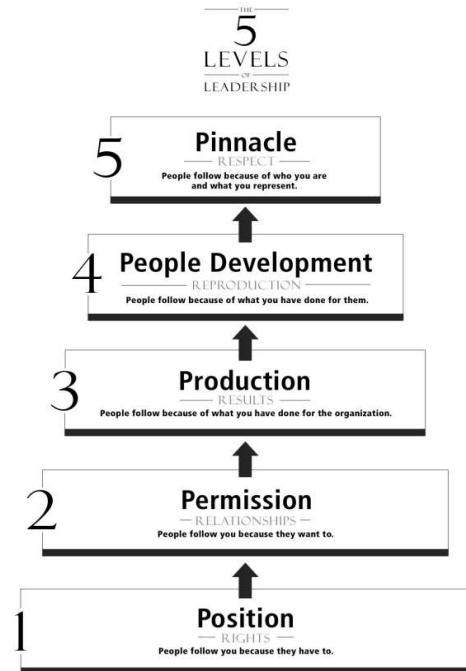 THE
5
LEVELS
OF
LEADERSHIP
5
Pinnacle
RESPECT
People follow because of who you are
and what you represent.
4
People Development
REPRODUCTION
People follow because of what you have done for them.
3
Production
RESULTS
People follow because of what you have done for the organization.
2
Permission
RELATIONSHIPS
People follow you because they want to.
1
Position
RIGHTS
People follow you because they have to.